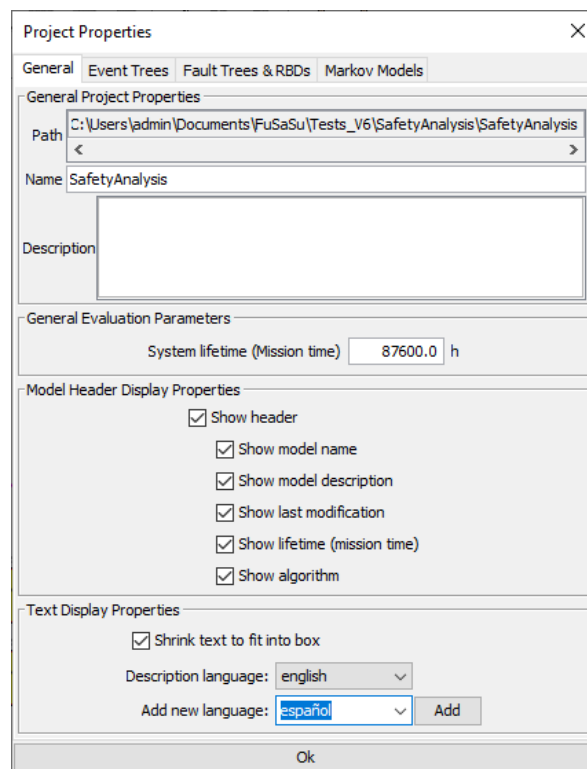 Project Properties
General Event Trees Fault Trees & RBDs Markov Models
General Project Properties
Path C:\Users\admin\Documents\FuSaSu\Tests_V6\SafetyAnalysis\SafetyAnalysis
Name SafetyAnalysis
Description
General Evaluation Parameters
System lifetime (Mission time) 87600.0 h
Model Header Display Properties
Show header
Show model name
Show model description
Show last modification
Show lifetime (mission time)
Show algorithm
Text Display Properties
Shrink text to fit into box
Description language: english
Add new language: español Add
Ok